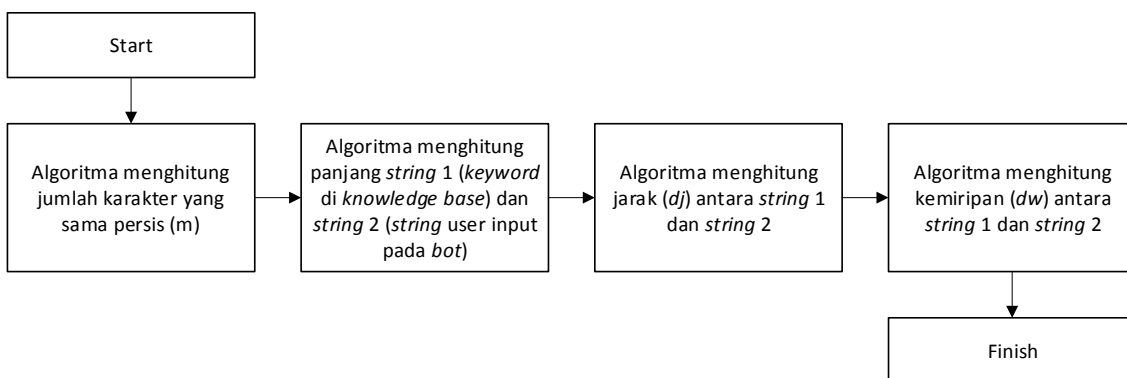 Start
Algoritma menghitung
jumlah karakter yang
sama persis (m)
Algoritma menghitung
panjang string 1 (keyword
di knowledge base) dan
string 2 (string user input
pada bot)
Algoritma menghitung
jarak (dj) antara string 1
dan string 2
Algoritma menghitung
kemiripan (dw) antara
string 1 dan string 2
Finish